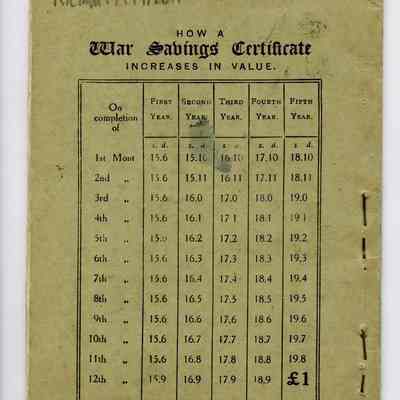 HOW A
War Savings Certificate
INCREASES IN VALUE.
On completion of FIRST YEAR. SECOND YEAR. THIRD YEAR. FOURTH YEAR. FIFTH YEAR.
s. d. s. d. s. d. s. d. s. d.
1st Mont 15.6 15.10 16.10 17.10 18.10
2nd „ 15.6 15.11 16.11 17.11 18.11
3rd „ 15.6 16.0 17.0 18.0 19.0
4th „ 15.6 16.1 17.1 18.1 19.1
5th „ 15.6 16.2 17.2 18.2 19.2
6th „ 15.6 16.3 17.3 18.3 19.3
7th „ 15.6 16.4 17.4 18.4 19.4
8th „ 15.6 16.5 17.5 18.5 19.5
9th „ 15.6 16.6 17.6 18.6 19.6
10th „ 15.6 16.7 17.7 18.7 19.7
11th „ 15.6 16.8 17.8 18.8 19.8
12th „ 15.9 16.9 17.9 18.9 £1